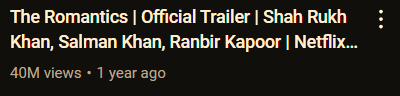 The Romantics | Official Trailer | Shah Rukh
Khan, Salman Khan, Ranbir Kapoor | Netflix...
40M views • 1 year ago